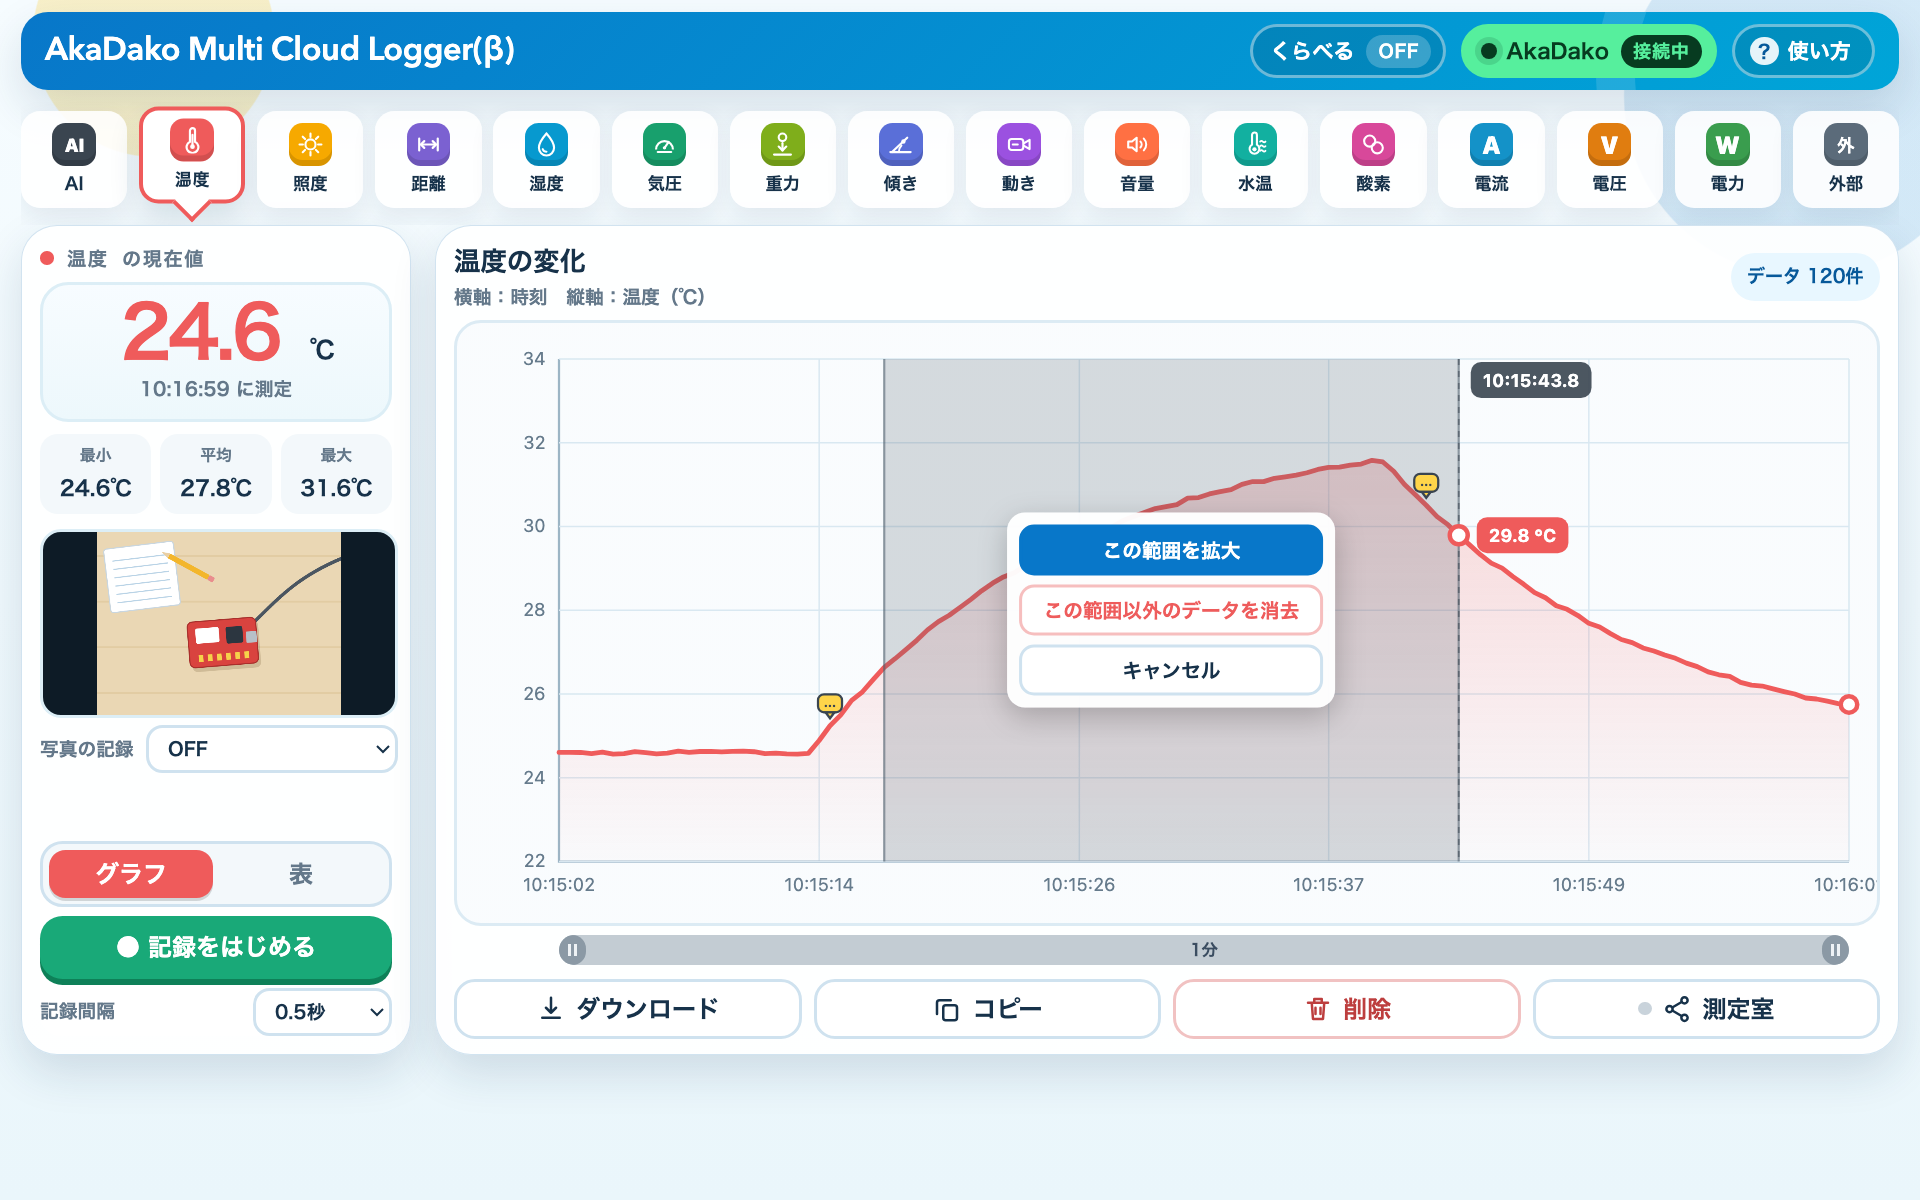 AkaDako Multi Cloud Logger(β)
くらべる OFF
AkaDako 接続中
? 使い方
AI
AI
温度
照度
距離
湿度
気圧
重力
傾き
動き
音量
水温
酸素
A
電流
V
電圧
W
電力
外
外部
温度 の現在値
24.6 ℃
10:16:59 に測定
最小
24.6℃
平均
27.8℃
最大
31.6℃
写真の記録 OFF
グラフ
表
記録をはじめる
記録間隔 0.5秒
温度の変化
横軸：時刻　縦軸：温度（℃）
データ 120件
34
32
30
28
26
24
22
10:15:43.8
29.8 °C
この範囲を拡大
この範囲以外のデータを消去
キャンセル
10:15:02
10:15:14
10:15:26
10:15:37
10:15:49
10:16:0
1分
ダウンロード
コピー
削除
測定室